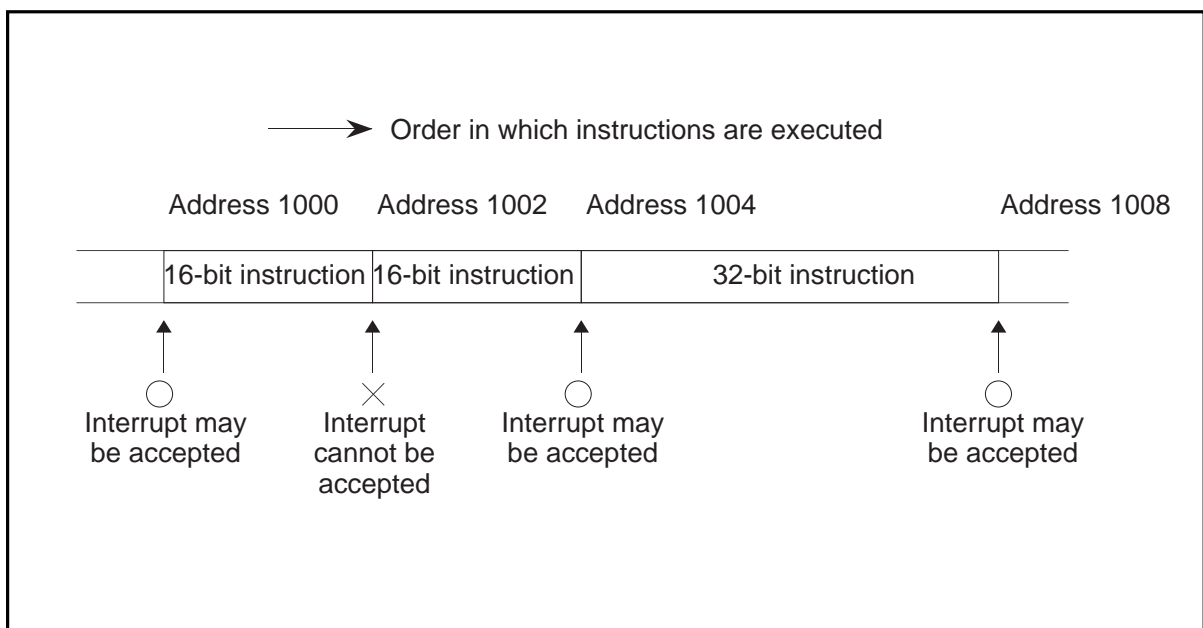 Order in which instructions are executed
Address 1000
Address 1002
Address 1004
Address 1008
16-bit instruction
16-bit instruction
32-bit instruction
Interrupt may
be accepted
Interrupt
cannot be
accepted
Interrupt may
be accepted
Interrupt may
be accepted